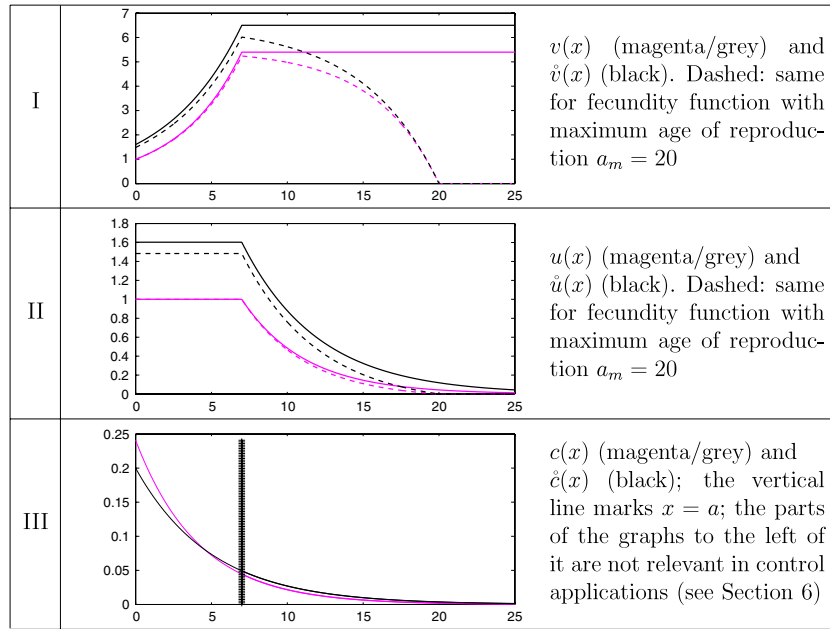 I
7
6
5
4
3
2
1
0
0 5 10 15 20 25
v(x) (magenta/grey) and
v̊(x) (black). Dashed: same
for fecundity function with
maximum age of reproduc-
tion a_m = 20
II
1.8
1.6
1.4
1.2
1
0.8
0.6
0.4
0.2
0
0 5 10 15 20 25
u(x) (magenta/grey) and
ů(x) (black). Dashed: same
for fecundity function with
maximum age of reproduc-
tion a_m = 20
III
0.25
0.2
0.15
0.1
0.05
0
0 5 10 15 20 25
c(x) (magenta/grey) and
c̊(x) (black); the vertical
line marks x = a; the parts
of the graphs to the left of
it are not relevant in control
applications (see Section 6)